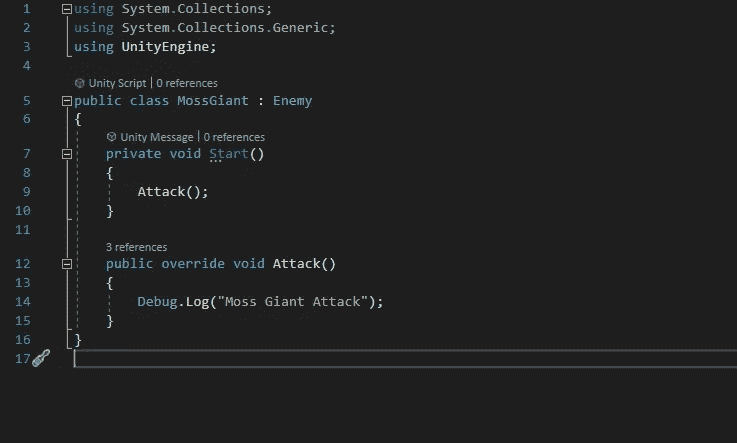 1 using System.Collections;
2 using System.Collections.Generic;
3 using UnityEngine;
4
Unity Script | 0 references
5 public class MossGiant : Enemy
6 {
Unity Message | 0 references
7 private void Start()
8 {
9 Attack();
10 }
11
3 references
12 public override void Attack()
13 {
14 Debug.Log("Moss Giant Attack");
15 }
16 }
17